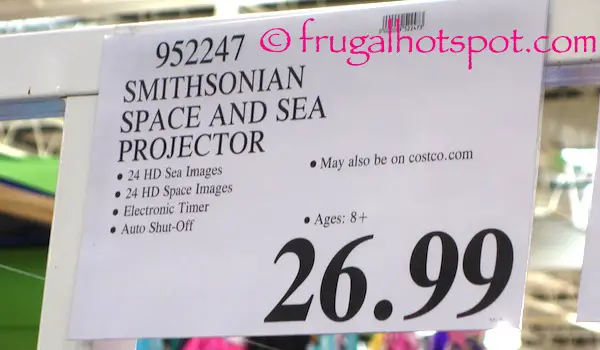 © frugalhotspot.com
952247
SMITHSONIAN
SPACE AND SEA
PROJECTOR
• 24 HD Sea Images
• 24 HD Space Images
• Electronic Timer
• Auto Shut-Off
• May also be on costco.com
• Ages: 8+
26.99